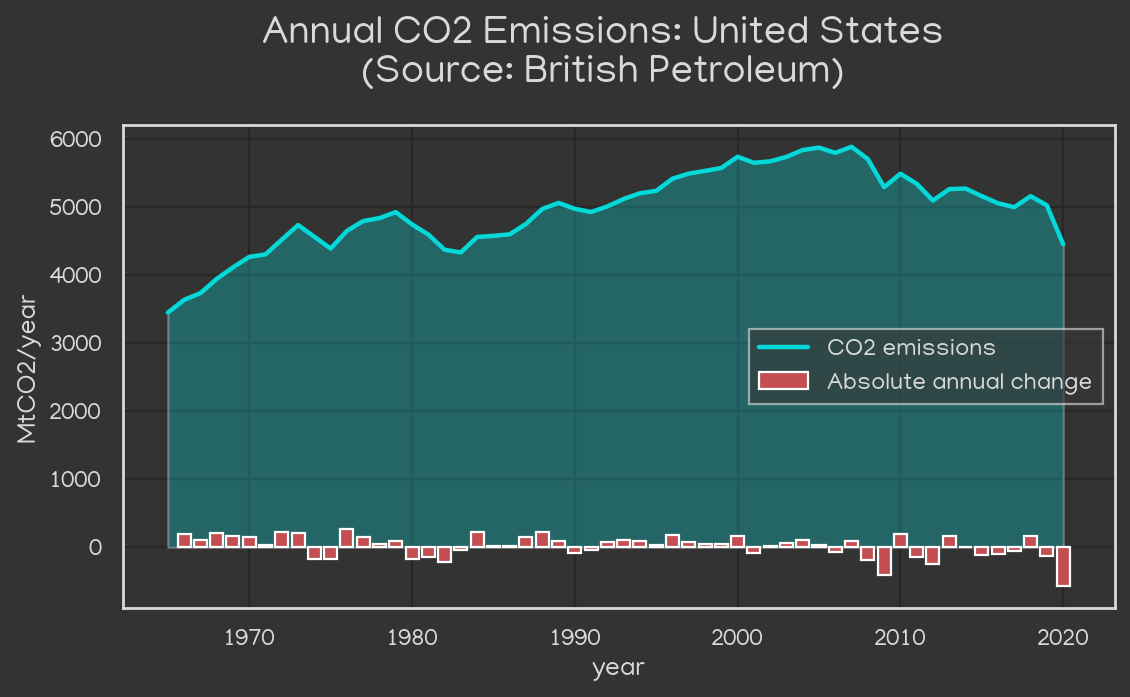 Annual CO2 Emissions: United States
(Source: British Petroleum)
6000
5000
4000
3000
2000
1000
0
MtCO2/year
CO2 emissions
Absolute annual change
1970
1980
1990
2000
2010
2020
year